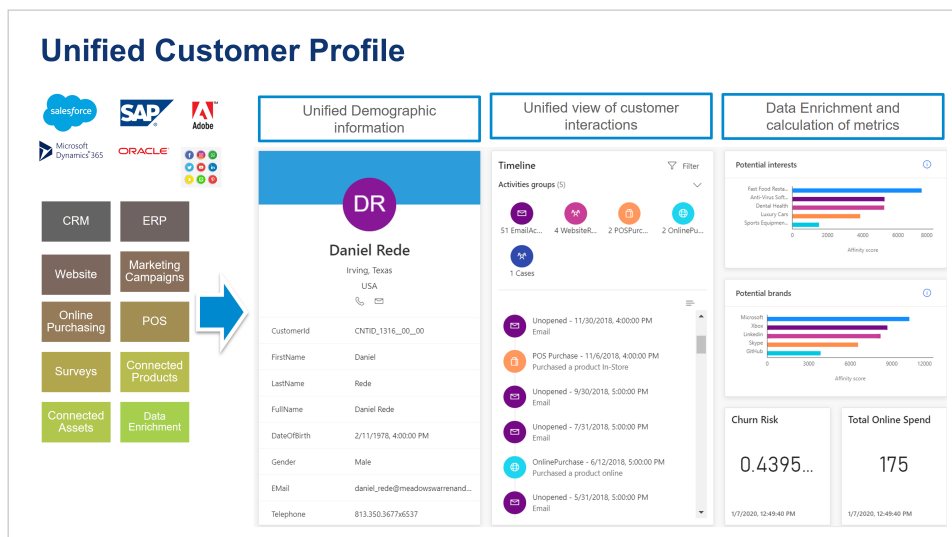 Unified Customer Profile
salesforce
SAP
Adobe
Microsoft
Dynamics 365
ORACLE
CRM
ERP
Website
Marketing
Campaigns
Online
Purchasing
POS
Surveys
Connected
Products
Connected
Assets
Data
Enrichment
Unified Demographic
information
DR
Daniel Rede
Irving, Texas
USA
CustomerId CNTID_1316__00__00
FirstName Daniel
LastName Rede
FullName Daniel Rede
DateOfBirth 2/11/1978, 4:00:00 PM
Gender Male
EMail daniel_rede@meadowswarrenand...
Telephone 813.350.3677x6537
Unified view of customer
interactions
Timeline Filter
Activities groups (5)
51 EmailAc... 4 WebsiteR... 2 POSPurc... 2 OnlinePu...
1 Cases
Unopened - 11/30/2018, 4:00:00 PM
Email
POS Purchase - 11/6/2018, 4:00:00 PM
Purchased a product In-Store
Unopened - 9/30/2018, 5:00:00 PM
Email
Unopened - 7/31/2018, 5:00:00 PM
Email
OnlinePurchase - 6/12/2018, 5:00:00 PM
Purchased a product online
Unopened - 5/31/2018, 5:00:00 PM
Email
Data Enrichment and
calculation of metrics
Potential interests
Fast Food Resta...
Anti-Virus Soft...
Dental Health
Luxury Cars
Sports Equipmen...
0 2000 4000 6000 8000
Affinity score
Potential brands
Microsoft
Xbox
Linkedin
Skype
GitHub
0 3000 6000 9000 12000
Affinity score
Churn Risk
0.4395...
1/7/2020, 12:49:40 PM
Total Online Spend
175
1/7/2020, 12:49:40 PM